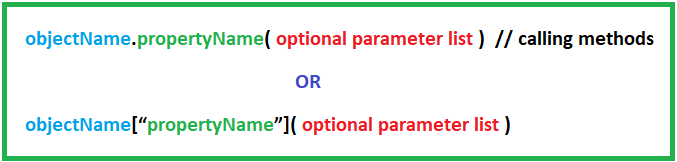 objectName.propertyName( optional parameter list )  // calling methods
OR
objectName[“propertyName”]( optional parameter list )